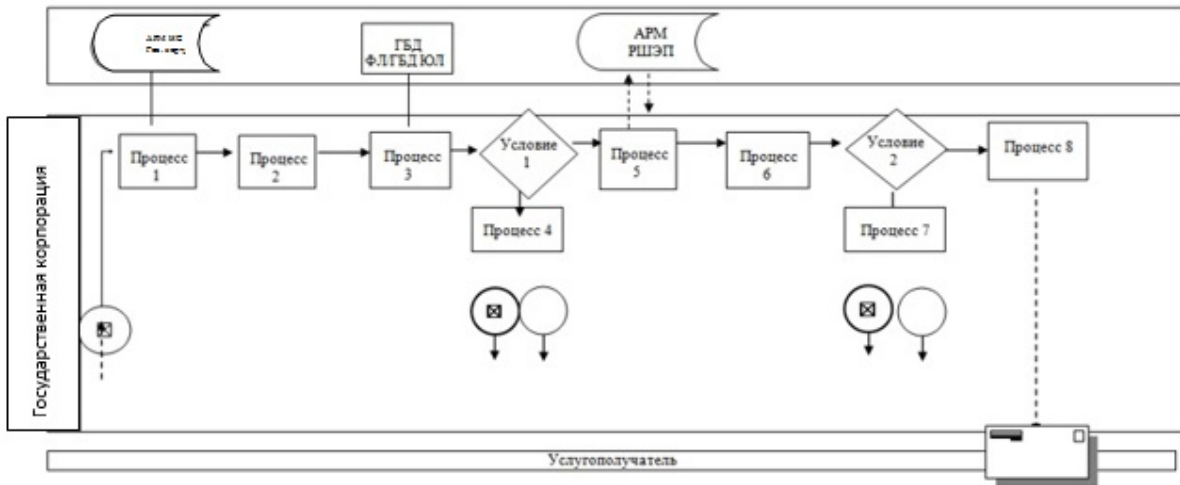 ГБД
ФЛ/ГБД ЮЛ
АРМ
РШЭП
Государственная корпорация
Процесс
1
Процесс
2
Процесс
3
Условие
1
Процесс
5
Процесс
6
Условие
2
Процесс 8
Процесс 4
Процесс 7
Услугополучатель